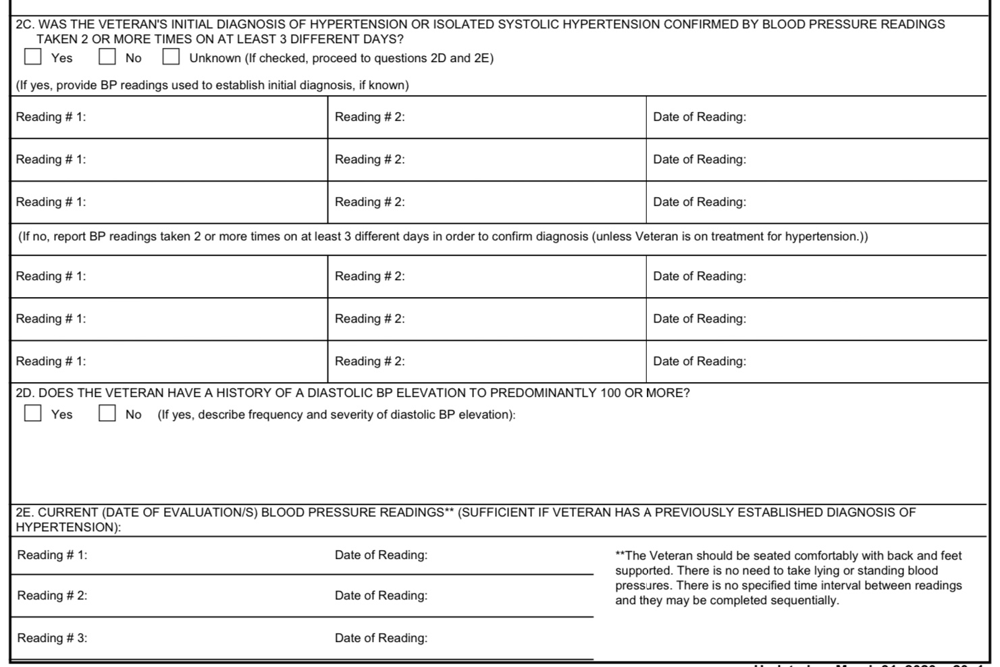 2C. WAS THE VETERAN'S INITIAL DIAGNOSIS OF HYPERTENSION OR ISOLATED SYSTOLIC HYPERTENSION CONFIRMED BY BLOOD PRESSURE READINGS
TAKEN 2 OR MORE TIMES ON AT LEAST 3 DIFFERENT DAYS?
Yes No Unknown (If checked, proceed to questions 2D and 2E)
(If yes, provide BP readings used to establish initial diagnosis, if known)
Reading # 1: Reading # 2: Date of Reading:
Reading # 1: Reading # 2: Date of Reading:
Reading # 1: Reading # 2: Date of Reading:
(If no, report BP readings taken 2 or more times on at least 3 different days in order to confirm diagnosis (unless Veteran is on treatment for hypertension.))
Reading # 1: Reading # 2: Date of Reading:
Reading # 1: Reading # 2: Date of Reading:
Reading # 1: Reading # 2: Date of Reading:
2D. DOES THE VETERAN HAVE A HISTORY OF A DIASTOLIC BP ELEVATION TO PREDOMINANTLY 100 OR MORE?
Yes No (If yes, describe frequency and severity of diastolic BP elevation):
2E. CURRENT (DATE OF EVALUATION/S) BLOOD PRESSURE READINGS** (SUFFICIENT IF VETERAN HAS A PREVIOUSLY ESTABLISHED DIAGNOSIS OF
HYPERTENSION):
Reading # 1: Date of Reading:
Reading # 2: Date of Reading:
Reading # 3: Date of Reading:
**The Veteran should be seated comfortably with back and feet
supported. There is no need to take lying or standing blood
pressures. There is no specified time interval between readings
and they may be completed sequentially.